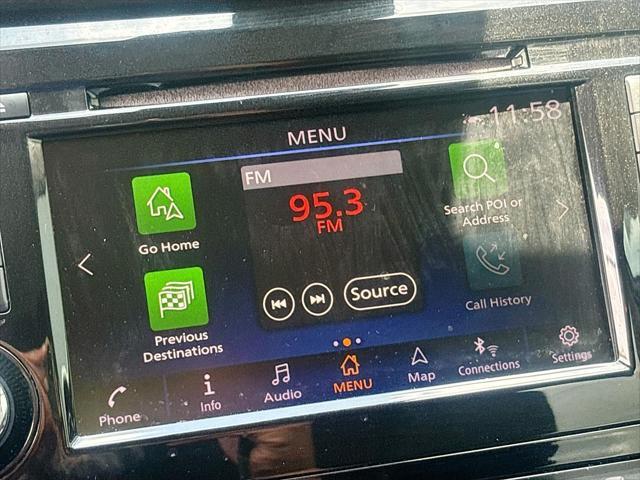 11:58
MENU
FM
95.3
FM
Go Home
Search POI or
Address
Source
Previous
Destinations
Call History
Phone
Info
Audio
MENU
Map
Connections
Settings